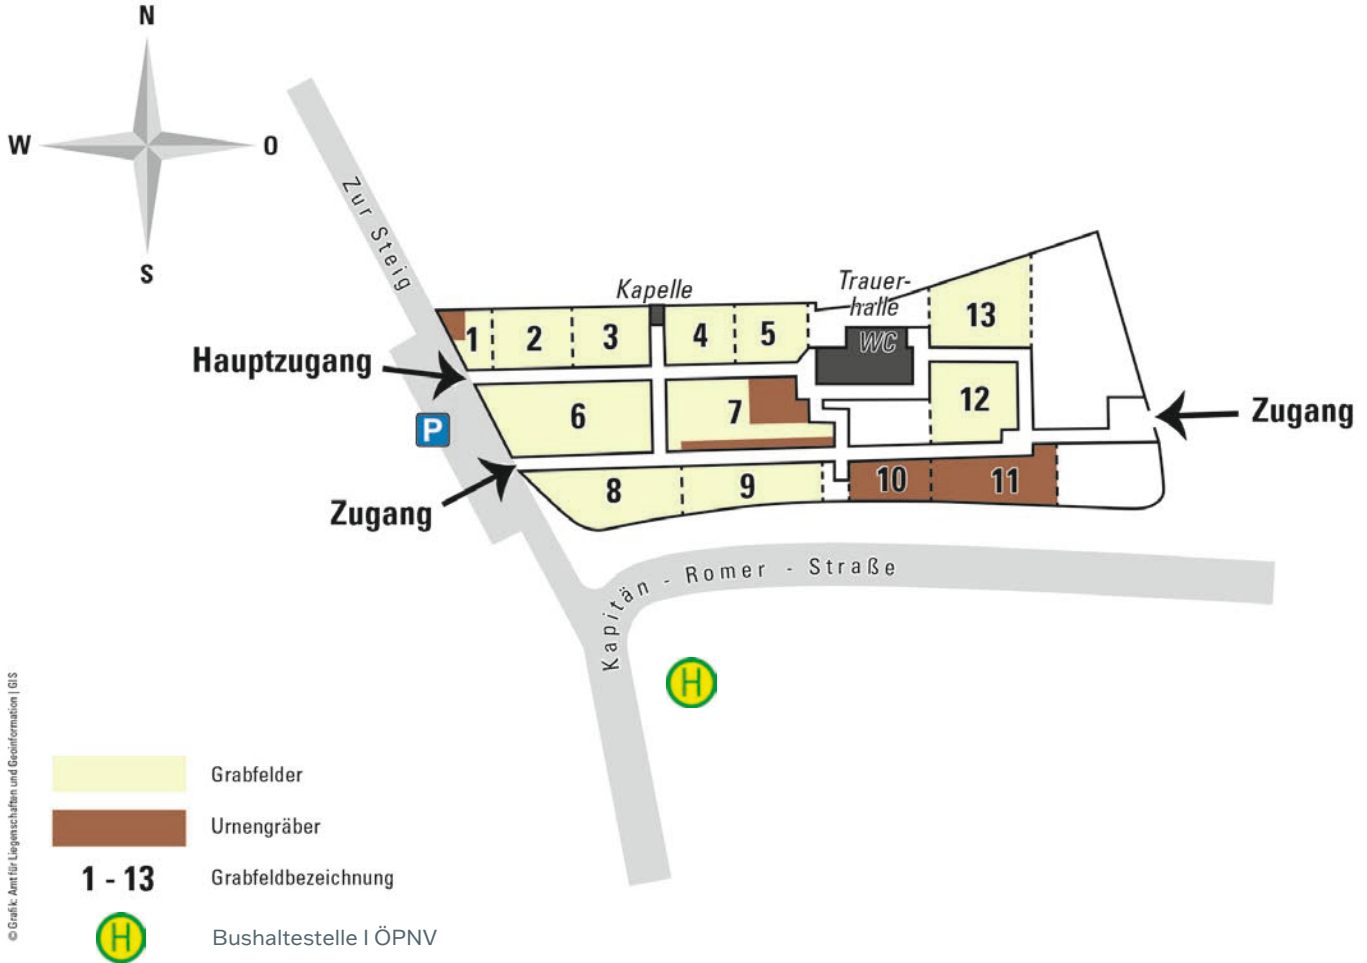 N
W
O
S
Zur Steig
Kapelle
Trauer-
halle
WC
Hauptzugang
P
Zugang
Zugang
1
2
3
4
5
13
6
7
12
8
9
10
11
Kapitän - Romer - Straße
H
Grabfelder
Urnengräber
1 - 13
Grabfeldbezeichnung
H
Bushaltestelle I ÖPNV
© Grafik: Amt für Liegenschaften und Geoinformation | GIS